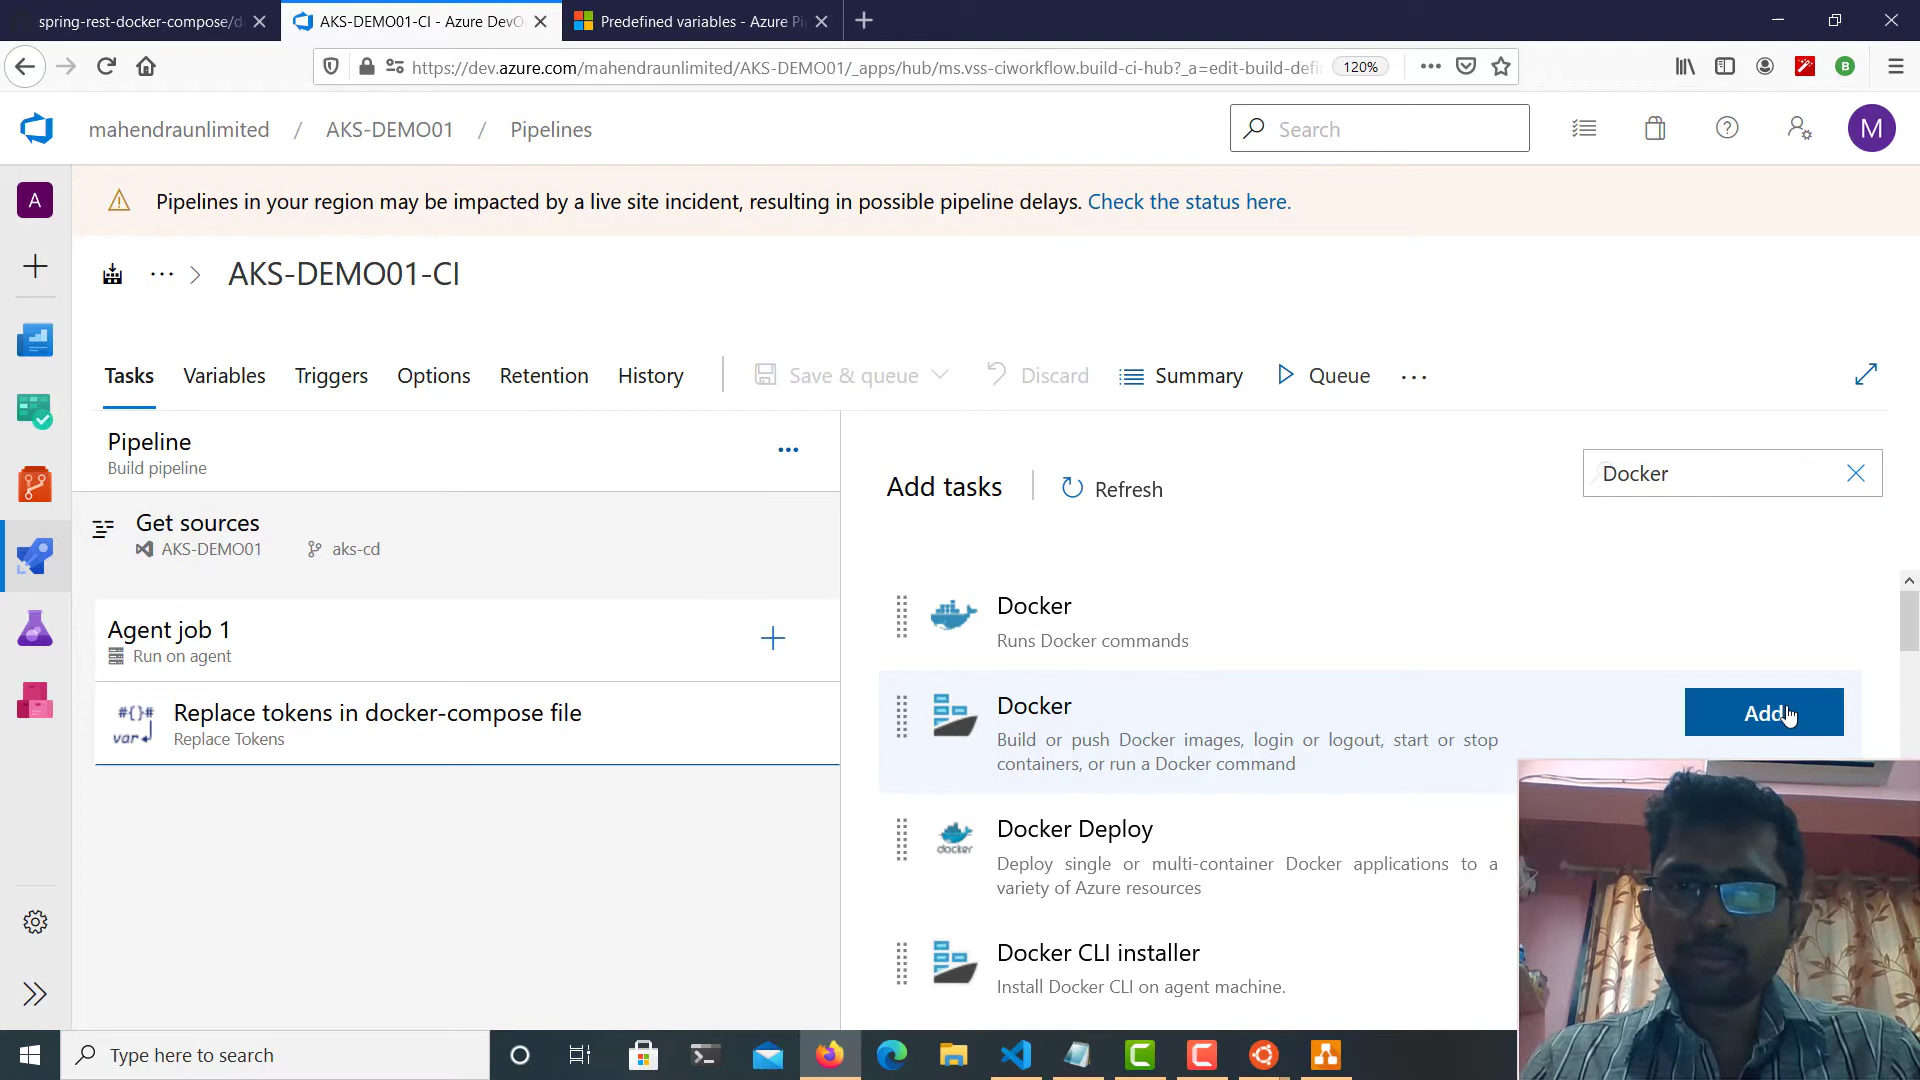 spring-rest-docker-compose/d
AKS-DEMO01-CI - Azure DevO
Predefined variables - Azure Pi
https://dev.azure.com/mahendraunlimited/AKS-DEMO01/_apps/hub/ms.vss-ciworkflow.build-ci-hub?_a=edit-build-defi
120%
B
mahendraunlimited / AKS-DEMO01 / Pipelines
Search
M
A
Pipelines in your region may be impacted by a live site incident, resulting in possible pipeline delays. Check the status here.
... > AKS-DEMO01-CI
Tasks Variables Triggers Options Retention History Save & queue Discard Summary Queue ...
Pipeline
Build pipeline
Get sources
AKS-DEMO01 aks-cd
Agent job 1
Run on agent
#{}#
var
Replace tokens in docker-compose file
Replace Tokens
Add tasks Refresh
Docker
Docker
Runs Docker commands
Docker
Build or push Docker images, login or logout, start or stop
containers, or run a Docker command
Add
docker
Docker Deploy
Deploy single or multi-container Docker applications to a
variety of Azure resources
Docker CLI installer
Install Docker CLI on agent machine.
Type here to search